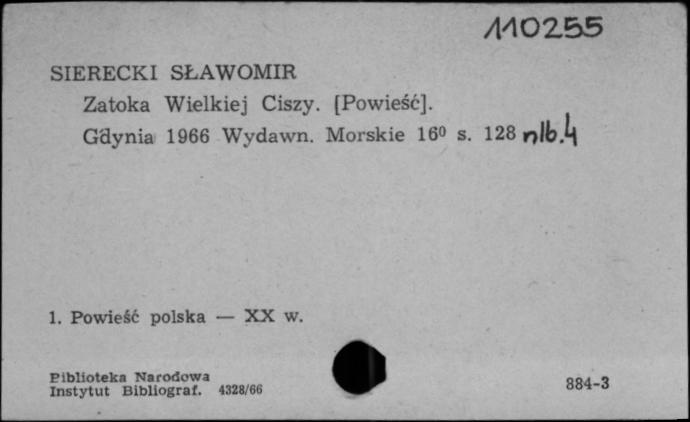 110255
SIERECKI SŁAWOMIR
Zatoka Wielkiej Ciszy. [Powieść].
Gdynia 1966 Wydawn. Morskie 16⁰ s. 128 nlb. 4
1. Powieść polska — XX w.
Biblioteka Narodowa
Instytut Bibliograf. 4328/66
884-3